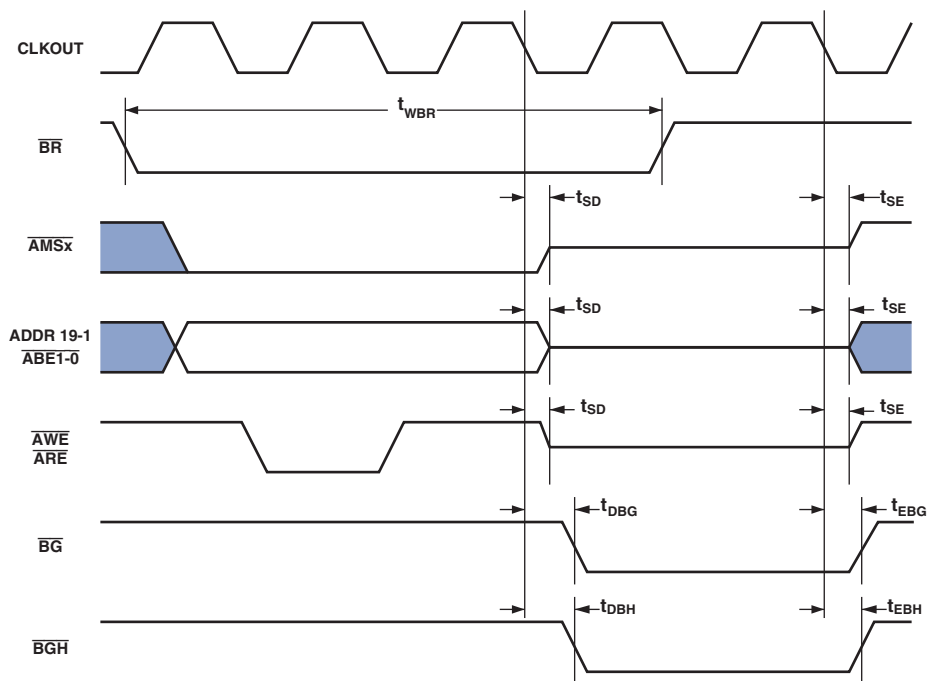 CLKOUT
tWBR
BR
tSD
tSE
AMSx
tSD
tSE
ADDR 19-1
ABE1-0
tSD
tSE
AWE
ARE
tDBG
tEBG
BG
tDBH
tEBH
BGH